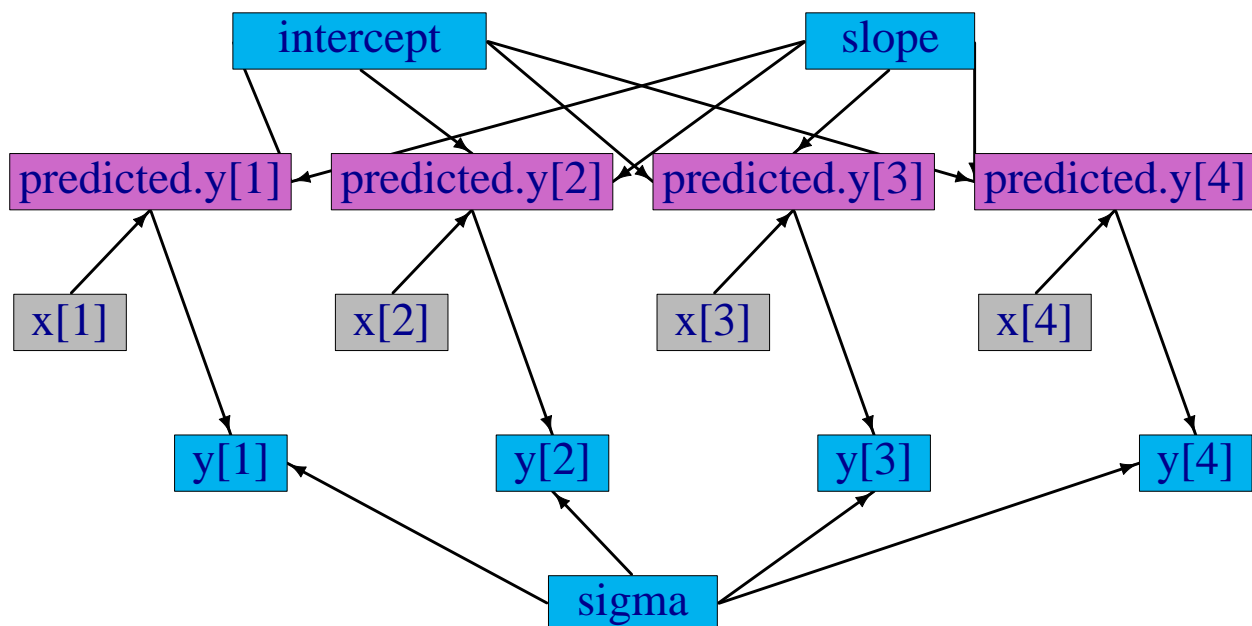 intercept slope
predicted.y[1] predicted.y[2] predicted.y[3] predicted.y[4]
x[1] x[2] x[3] x[4]
y[1] y[2] y[3] y[4]
sigma